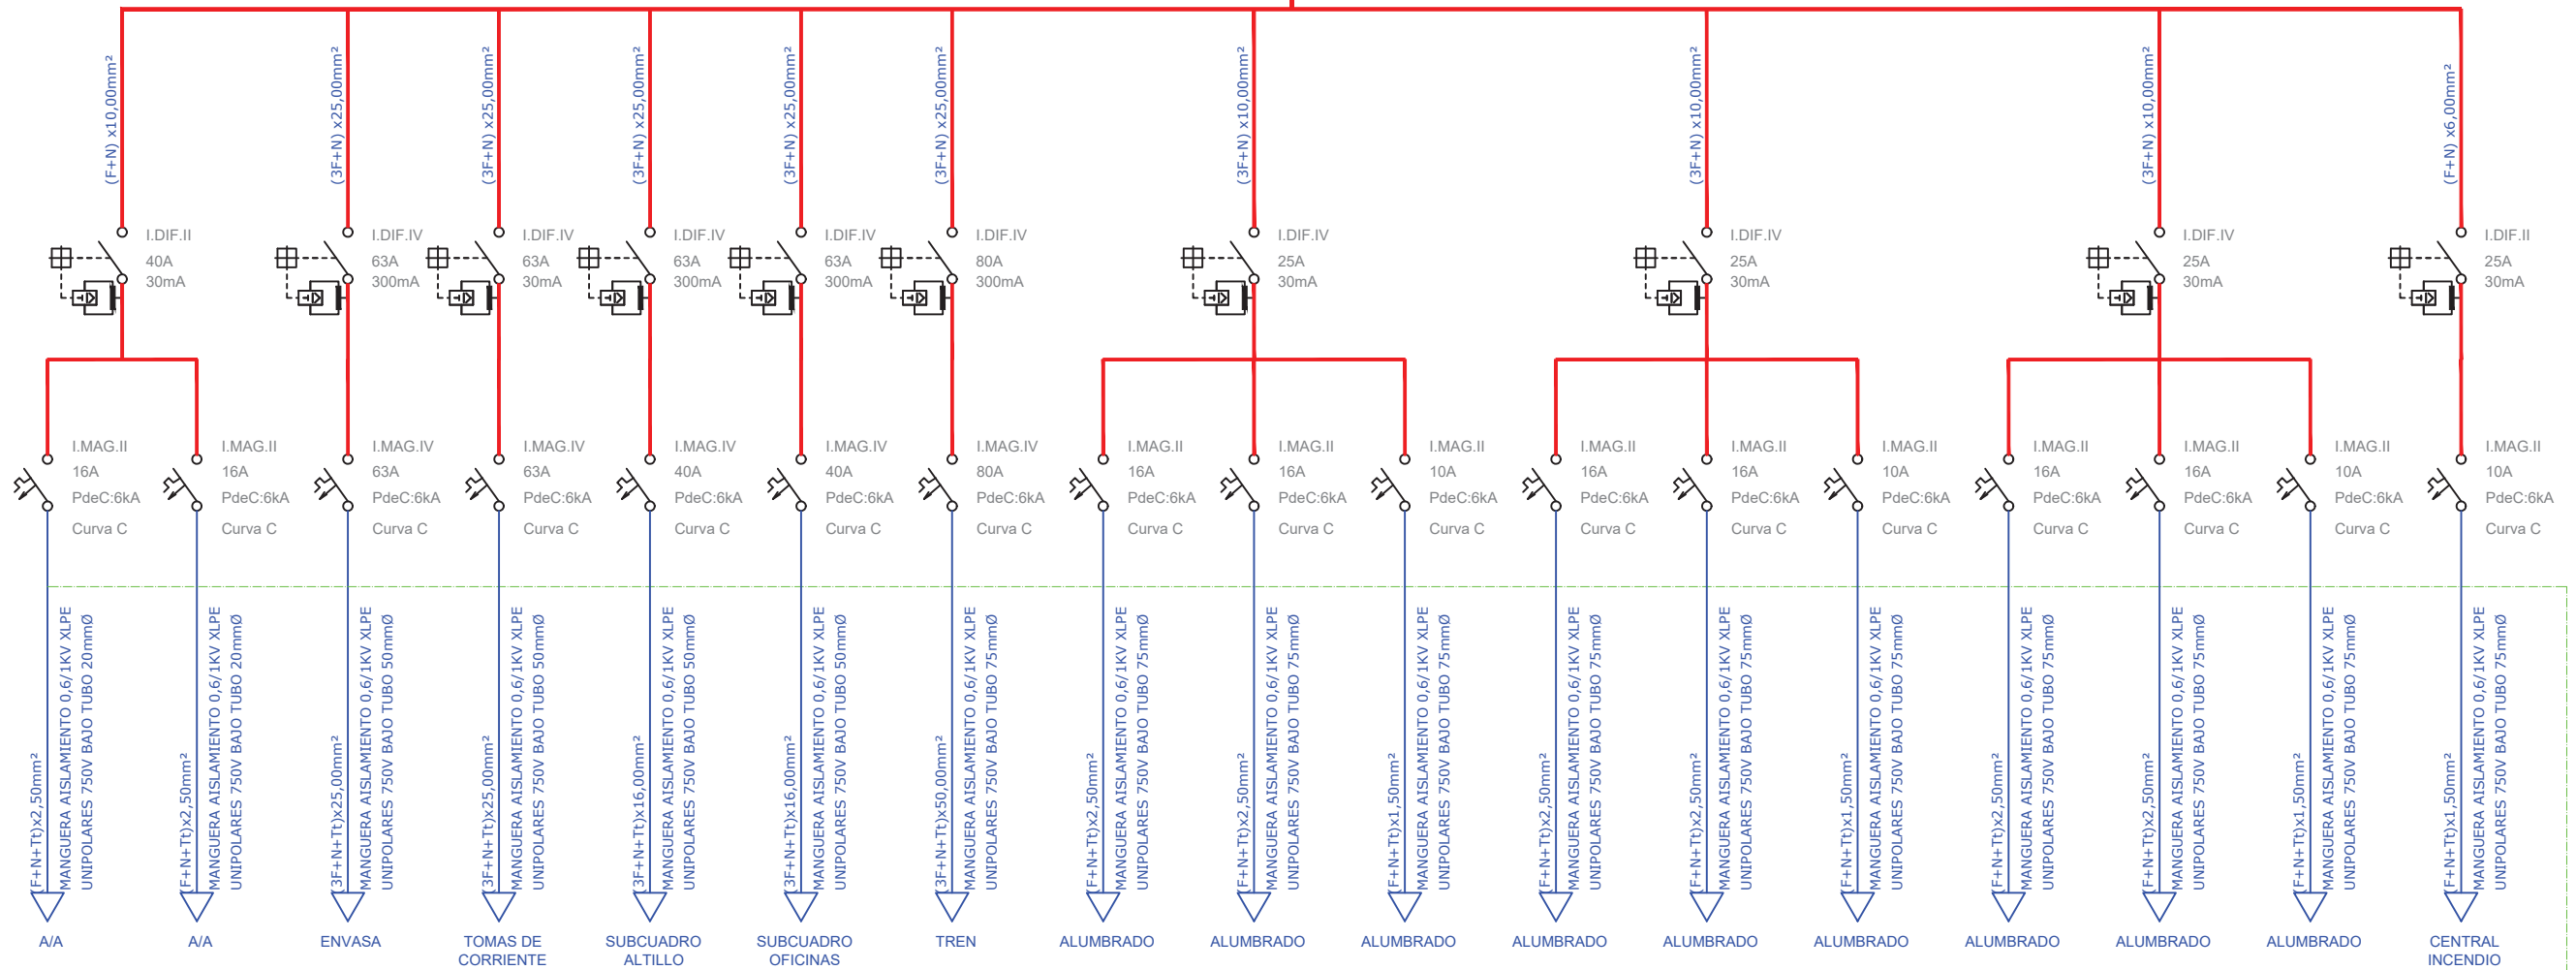 (F+N) x10,00mm²
(3F+N) x25,00mm²
(3F+N) x25,00mm²
(3F+N) x25,00mm²
(3F+N) x25,00mm²
(3F+N) x25,00mm²
(3F+N) x10,00mm²
(3F+N) x10,00mm²
(3F+N) x10,00mm²
(F+N) x6,00mm²
I.DIF.II
40A
30mA
I.DIF.IV
63A
300mA
I.DIF.IV
63A
30mA
I.DIF.IV
63A
300mA
I.DIF.IV
63A
300mA
I.DIF.IV
80A
300mA
I.DIF.IV
25A
30mA
I.DIF.IV
25A
30mA
I.DIF.IV
25A
30mA
I.DIF.II
25A
30mA
I.MAG.II
16A
PdeC:6kA
Curva C
I.MAG.II
16A
PdeC:6kA
Curva C
I.MAG.IV
63A
PdeC:6kA
Curva C
I.MAG.IV
63A
PdeC:6kA
Curva C
I.MAG.IV
40A
PdeC:6kA
Curva C
I.MAG.IV
40A
PdeC:6kA
Curva C
I.MAG.IV
80A
PdeC:6kA
Curva C
I.MAG.II
16A
PdeC:6kA
Curva C
I.MAG.II
16A
PdeC:6kA
Curva C
I.MAG.II
10A
PdeC:6kA
Curva C
I.MAG.II
16A
PdeC:6kA
Curva C
I.MAG.II
16A
PdeC:6kA
Curva C
I.MAG.II
10A
PdeC:6kA
Curva C
I.MAG.II
16A
PdeC:6kA
Curva C
I.MAG.II
16A
PdeC:6kA
Curva C
I.MAG.II
10A
PdeC:6kA
Curva C
I.MAG.II
10A
PdeC:6kA
Curva C
(F+N+Tt)x2,50mm²
MANGUERA AISLAMIENTO 0,6/1KV XLPE
UNIPOLARES 750V BAJO TUBO 20mmØ
A/A
(F+N+Tt)x2,50mm²
MANGUERA AISLAMIENTO 0,6/1KV XLPE
UNIPOLARES 750V BAJO TUBO 20mmØ
A/A
(3F+N+Tt)x25,00mm²
MANGUERA AISLAMIENTO 0,6/1KV XLPE
UNIPOLARES 750V BAJO TUBO 50mmØ
ENVASA
(3F+N+Tt)x25,00mm²
MANGUERA AISLAMIENTO 0,6/1KV XLPE
UNIPOLARES 750V BAJO TUBO 50mmØ
TOMAS DE
CORRIENTE
(3F+N+Tt)x16,00mm²
MANGUERA AISLAMIENTO 0,6/1KV XLPE
UNIPOLARES 750V BAJO TUBO 50mmØ
SUBCUADRO
ALTILLO
(3F+N+Tt)x16,00mm²
MANGUERA AISLAMIENTO 0,6/1KV XLPE
UNIPOLARES 750V BAJO TUBO 50mmØ
SUBCUADRO
OFICINAS
(3F+N+Tt)x50,00mm²
MANGUERA AISLAMIENTO 0,6/1KV XLPE
UNIPOLARES 750V BAJO TUBO 75mmØ
TREN
(F+N+Tt)x2,50mm²
MANGUERA AISLAMIENTO 0,6/1KV XLPE
UNIPOLARES 750V BAJO TUBO 75mmØ
ALUMBRADO
(F+N+Tt)x2,50mm²
MANGUERA AISLAMIENTO 0,6/1KV XLPE
UNIPOLARES 750V BAJO TUBO 75mmØ
ALUMBRADO
(F+N+Tt)x1,50mm²
MANGUERA AISLAMIENTO 0,6/1KV XLPE
UNIPOLARES 750V BAJO TUBO 75mmØ
ALUMBRADO
(F+N+Tt)x2,50mm²
MANGUERA AISLAMIENTO 0,6/1KV XLPE
UNIPOLARES 750V BAJO TUBO 75mmØ
ALUMBRADO
(F+N+Tt)x2,50mm²
MANGUERA AISLAMIENTO 0,6/1KV XLPE
UNIPOLARES 750V BAJO TUBO 75mmØ
ALUMBRADO
(F+N+Tt)x1,50mm²
MANGUERA AISLAMIENTO 0,6/1KV XLPE
UNIPOLARES 750V BAJO TUBO 75mmØ
ALUMBRADO
(F+N+Tt)x2,50mm²
MANGUERA AISLAMIENTO 0,6/1KV XLPE
UNIPOLARES 750V BAJO TUBO 75mmØ
ALUMBRADO
(F+N+Tt)x2,50mm²
MANGUERA AISLAMIENTO 0,6/1KV XLPE
UNIPOLARES 750V BAJO TUBO 75mmØ
ALUMBRADO
(F+N+Tt)x1,50mm²
MANGUERA AISLAMIENTO 0,6/1KV XLPE
UNIPOLARES 750V BAJO TUBO 75mmØ
ALUMBRADO
(F+N+Tt)x1,50mm²
MANGUERA AISLAMIENTO 0,6/1KV XLPE
UNIPOLARES 750V BAJO TUBO 75mmØ
CENTRAL
INCENDIO